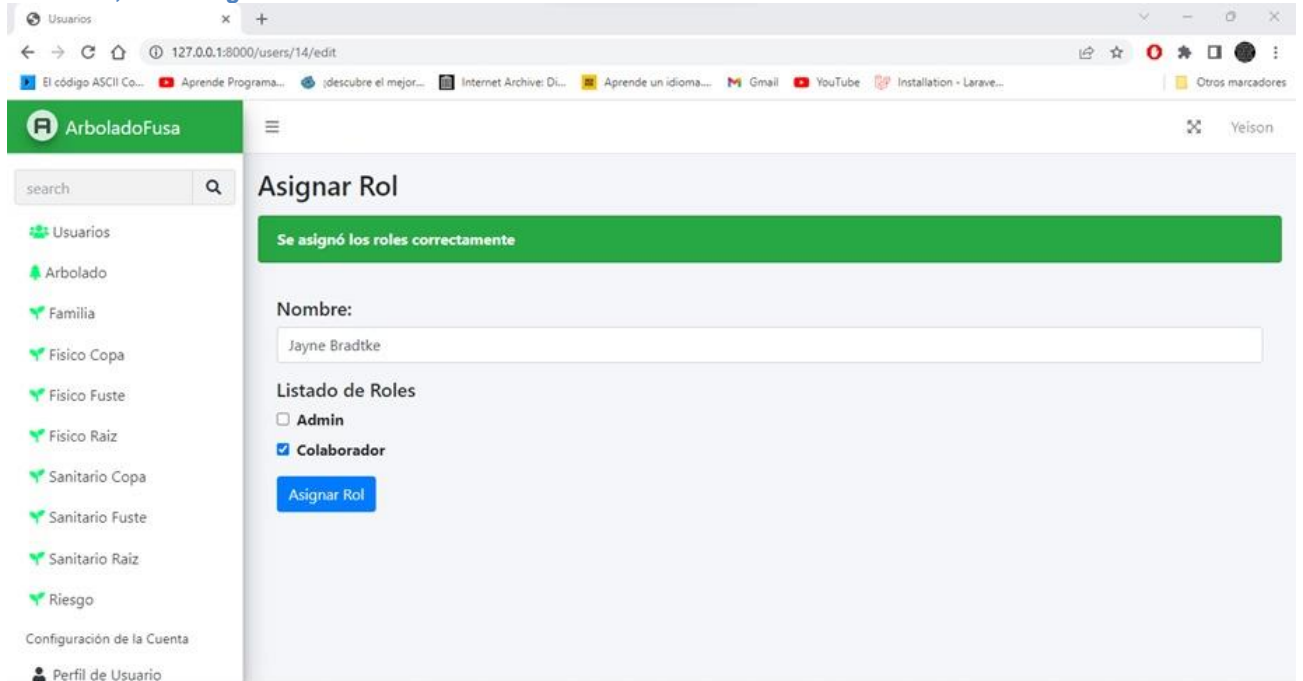 Usuarios
127.0.0.1:8000/users/14/edit
El código ASCII Co... Aprende Programa... ¡descubre el mejor... Internet Archive: Di... Aprende un idioma.... Gmail YouTube Installation - Larave... Otros marcadores
ArboladoFusa
Yeison
search
Asignar Rol
Usuarios
Se asignó los roles correctamente
Arbolado
Nombre:
Familia
Jayne Bradtke
Fisico Copa
Listado de Roles
Fisico Fuste
Admin
Fisico Raiz
Colaborador
Sanitario Copa
Asignar Rol
Sanitario Fuste
Sanitario Raiz
Riesgo
Configuración de la Cuenta
Perfil de Usuario